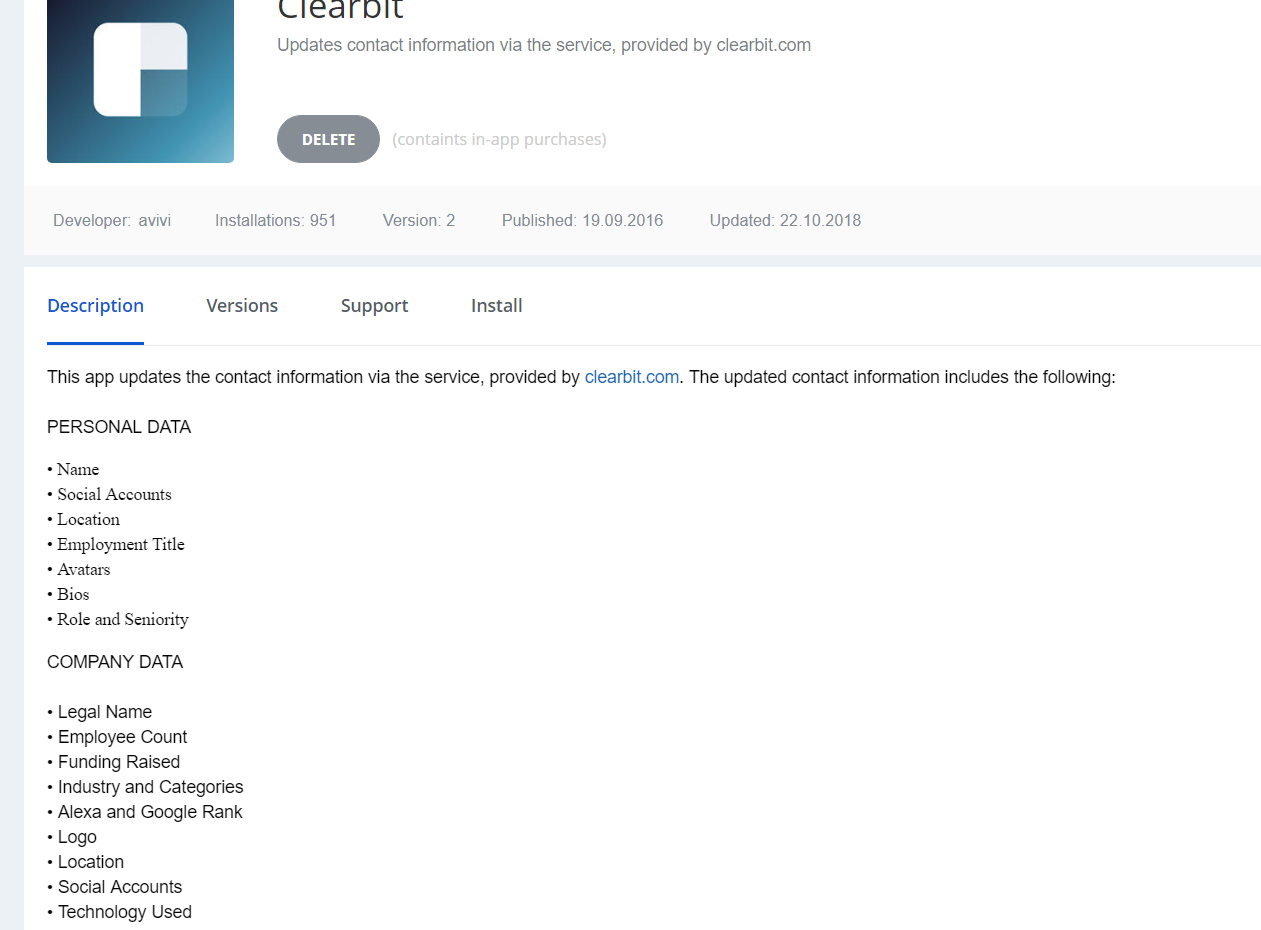 Clearbit
Updates contact information via the service, provided by clearbit.com
DELETE (containts in-app purchases)
Developer: avivi Installations: 951 Version: 2 Published: 19.09.2016 Updated: 22.10.2018
Description Versions Support Install
This app updates the contact information via the service, provided by clearbit.com. The updated contact information includes the following:
PERSONAL DATA
• Name
• Social Accounts
• Location
• Employment Title
• Avatars
• Bios
• Role and Seniority
COMPANY DATA
• Legal Name
• Employee Count
• Funding Raised
• Industry and Categories
• Alexa and Google Rank
• Logo
• Location
• Social Accounts
• Technology Used